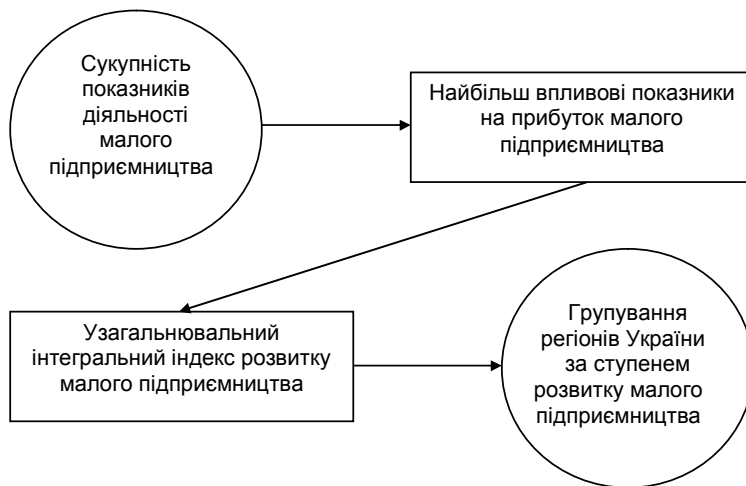 Сукупність
показників
діяльності
малого
підприємництва
Найбільш впливові показники
на прибуток малого
підприємництва
Узагальнювальний
інтегральний індекс розвитку
малого підприємництва
Групування
регіонів України
за ступенем
розвитку малого
підприємництва